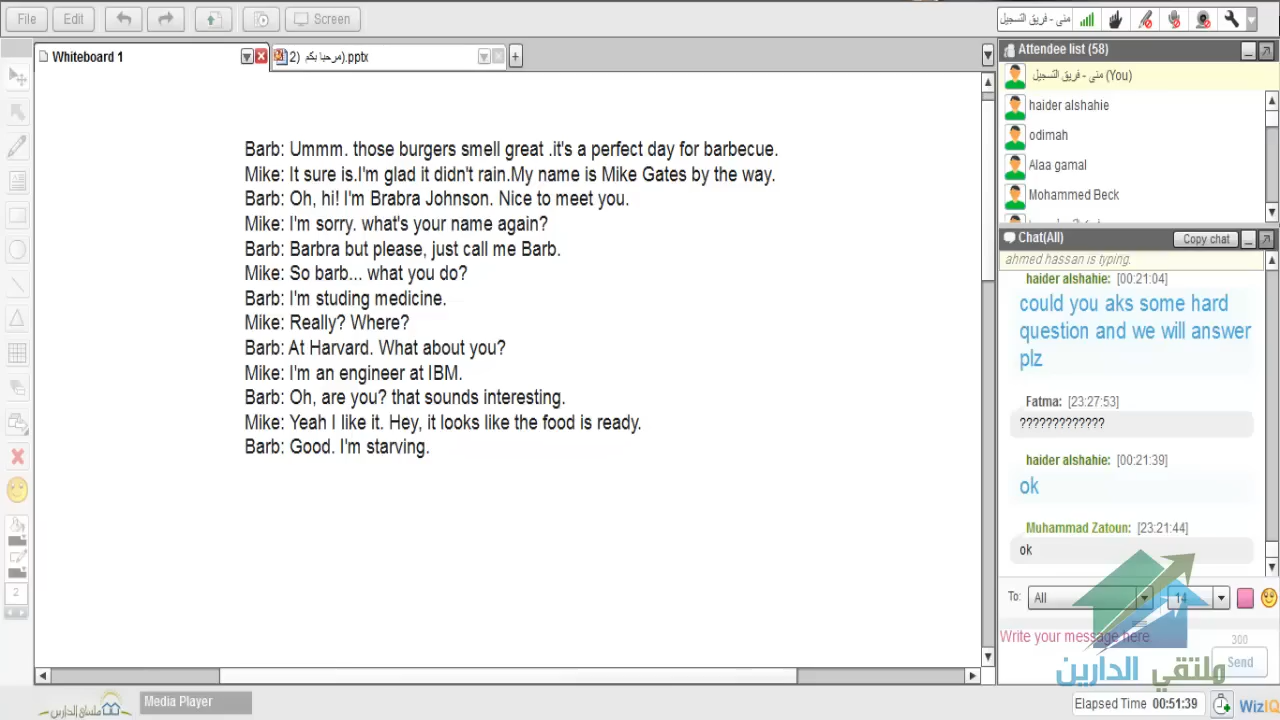 File
Edit
Screen
منى - فريق التسجيل
Whiteboard 1
2) مرحبا بكم).pptx
Barb: Ummm. those burgers smell great .it's a perfect day for barbecue.
Mike: It sure is.I'm glad it didn't rain.My name is Mike Gates by the way.
Barb: Oh, hi! I'm Brabra Johnson. Nice to meet you.
Mike: I'm sorry. what's your name again?
Barb: Barbra but please, just call me Barb.
Mike: So barb... what you do?
Barb: I'm studing medicine.
Mike: Really? Where?
Barb: At Harvard. What about you?
Mike: I'm an engineer at IBM.
Barb: Oh, are you? that sounds interesting.
Mike: Yeah I like it. Hey, it looks like the food is ready.
Barb: Good. I'm starving.
2
Attendee list (58)
منى - فريق التسجيل (You)
haider alshahie
odimah
Alaa gamal
Mohammed Beck
Chat(All)
Copy chat
ahmed hassan is typing.
haider alshahie: [00:21:04]
could you aks some hard
question and we will answer
plz
Fatma: [23:27:53]
?????????????
haider alshahie: [00:21:39]
ok
Muhammad Zatoun: [23:21:44]
ok
To:
All
14
Write your message here.
300
Send
ملتقي الدارين
Media Player
Elapsed Time 00:51:39
WizIQ